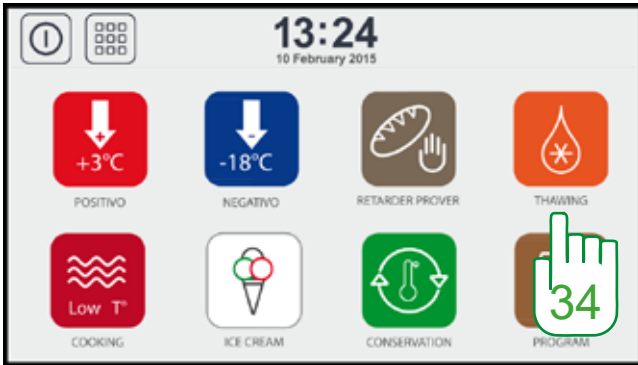 13:24
10 February 2015
+
+3°C
-
-18°C
POSITIVO
NEGATIVO
RETARDER PROVER
THAWING
Low T°
34
COOKING
ICE CREAM
CONSERVATION
PROGRAM